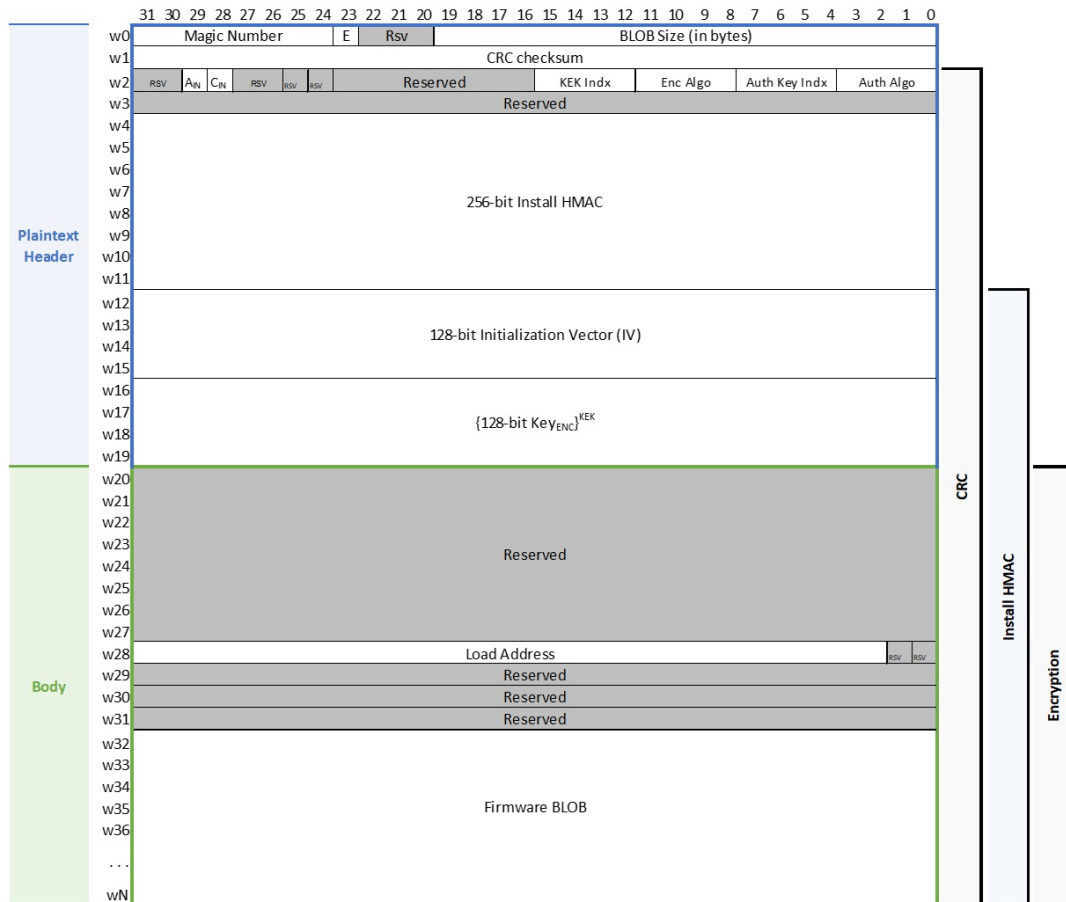 31 30 29 28 27 26 25 24 23 22 21 20 19 18 17 16 15 14 13 12 11 10 9 8 7 6 5 4 3 2 1 0
w0 Magic Number E Rsv BLOB Size (in bytes)
w1 CRC checksum
w2 RSV AIN CIN RSV RSV RSV Reserved KEK Indx Enc Algo Auth Key Indx Auth Algo
w3 Reserved
w4
w5
w6
w7
256-bit Install HMAC
w8
w9
w10
w11
Plaintext
Header
w12
w13
w14
128-bit Initialization Vector (IV)
w15
w16
w17
{128-bit KeyENC}KEK
w18
w19
w20
w21
w22
w23
Reserved
w24
w25
w26
w27
w28 Load Address RSV RSV
w29 Reserved
w30 Reserved
w31 Reserved
Body
w32
w33
w34
w35
Firmware BLOB
w36
...
wN
CRC
Install HMAC
Encryption